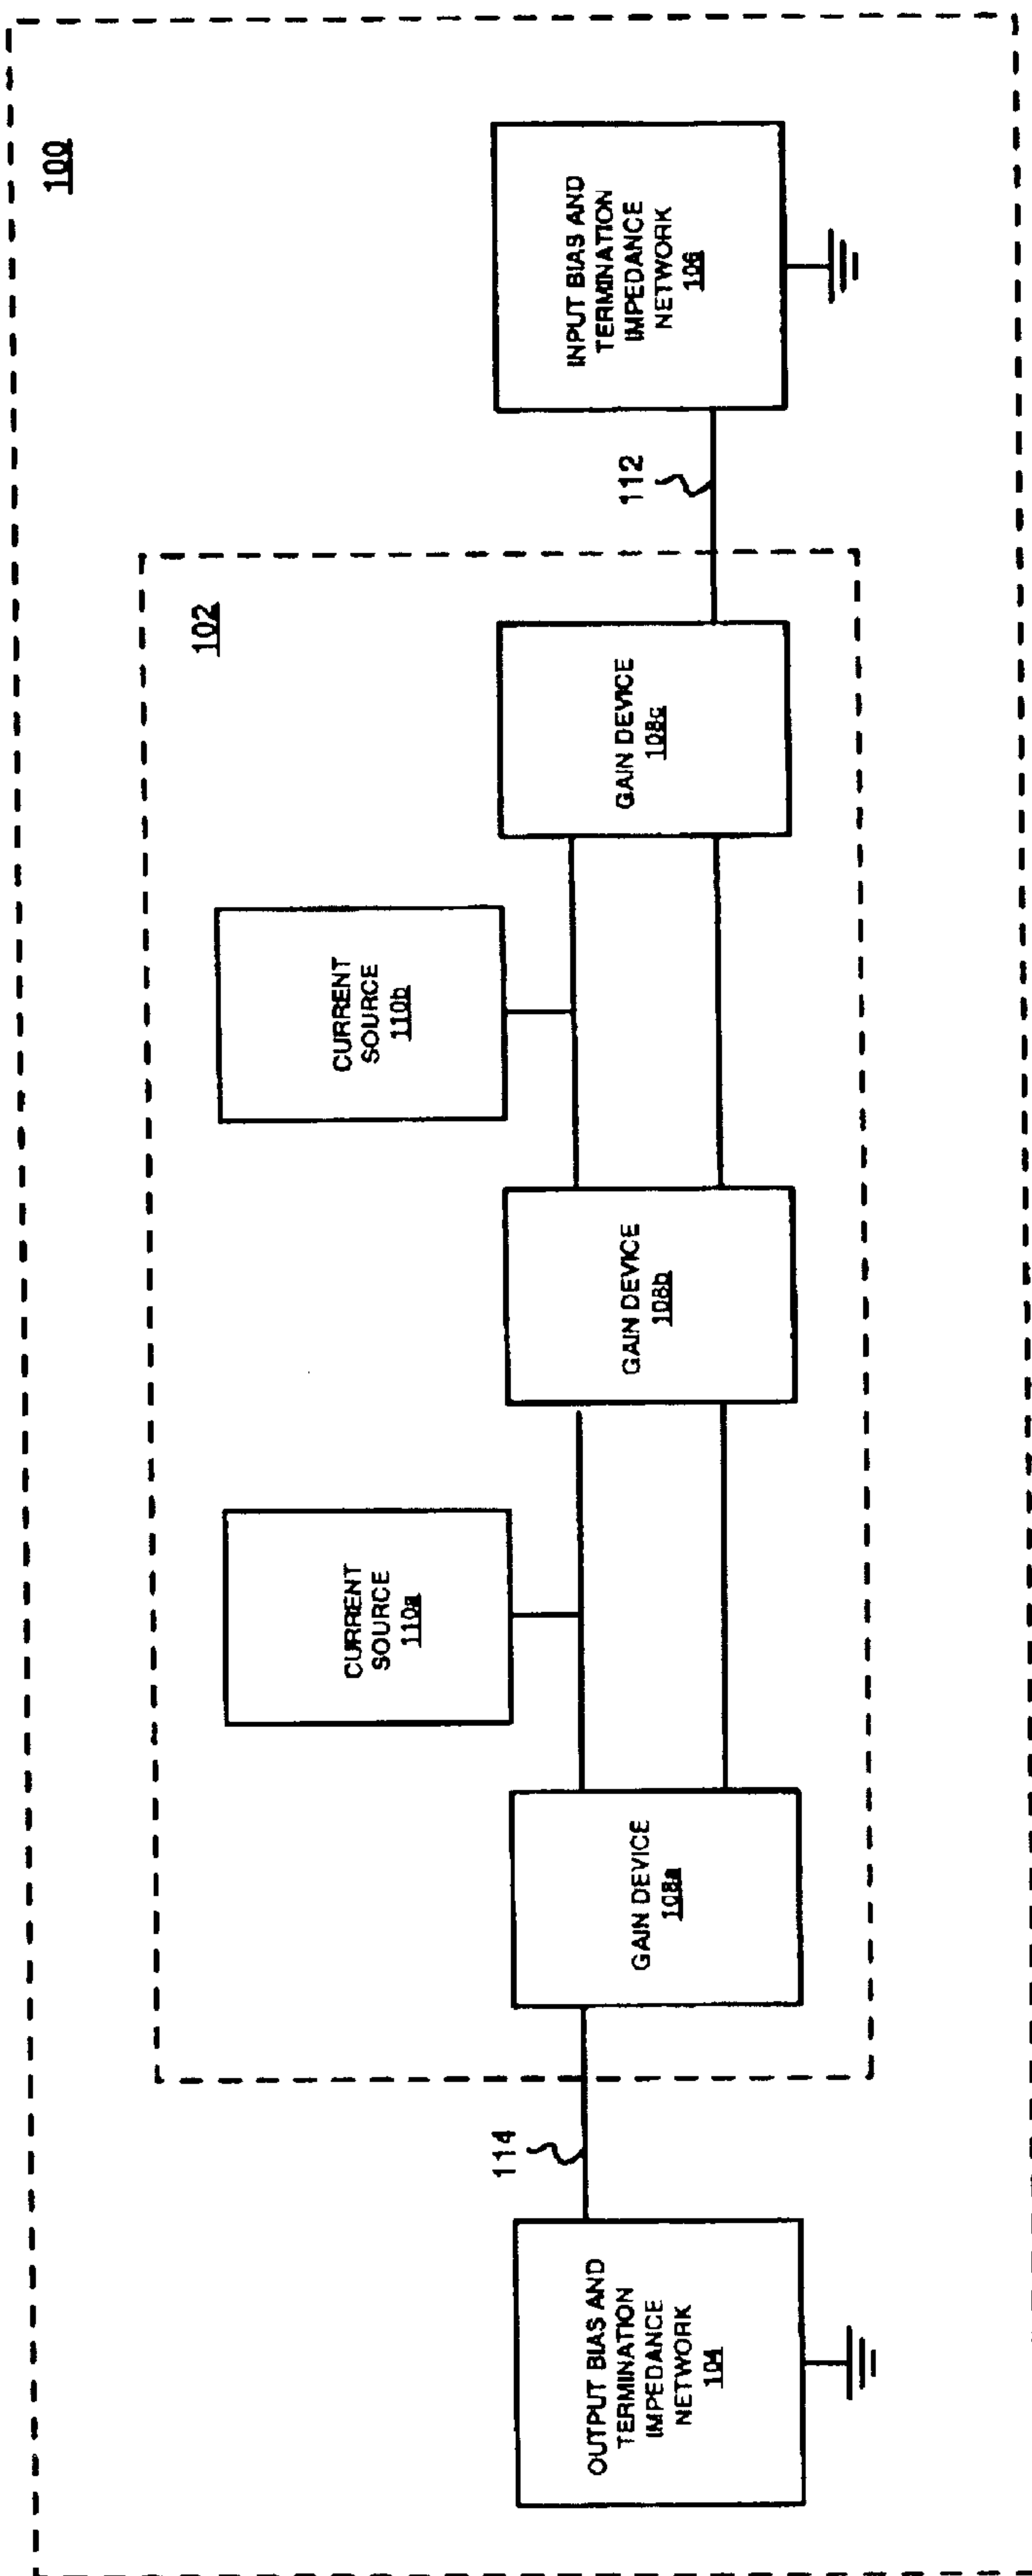 100
102
CURRENT
SOURCE
110a
CURRENT
SOURCE
110b
114
112
OUTPUT BIAS AND
TERMINATION
IMPEDANCE
NETWORK
104
GAIN DEVICE
108a
GAIN DEVICE
108b
GAIN DEVICE
108c
INPUT BIAS AND
TERMINATION
IMPEDANCE
NETWORK
106